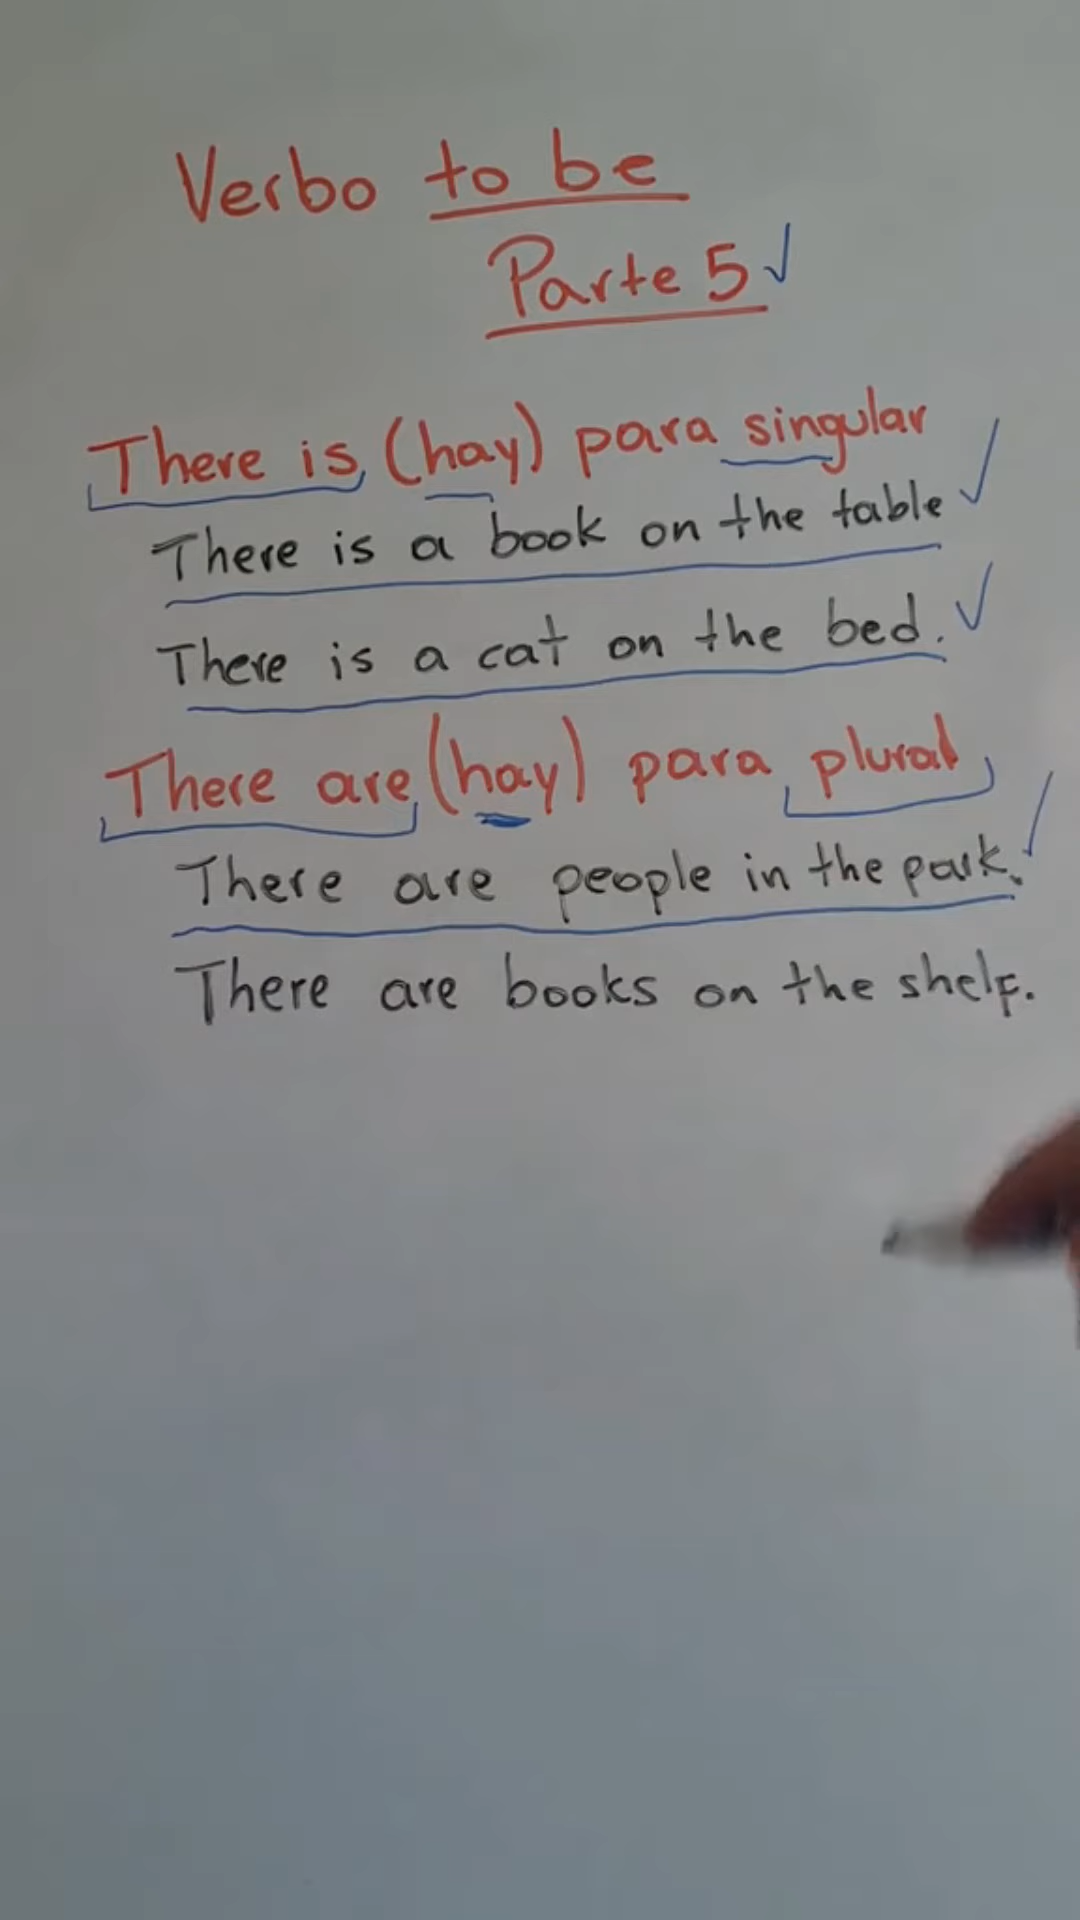 Verbo to be
Parte 5
There is (hay) para singular
There is a book on the table
There is a cat on the bed.
There are (hay) para plural
There are people in the park.
There are books on the shelf.